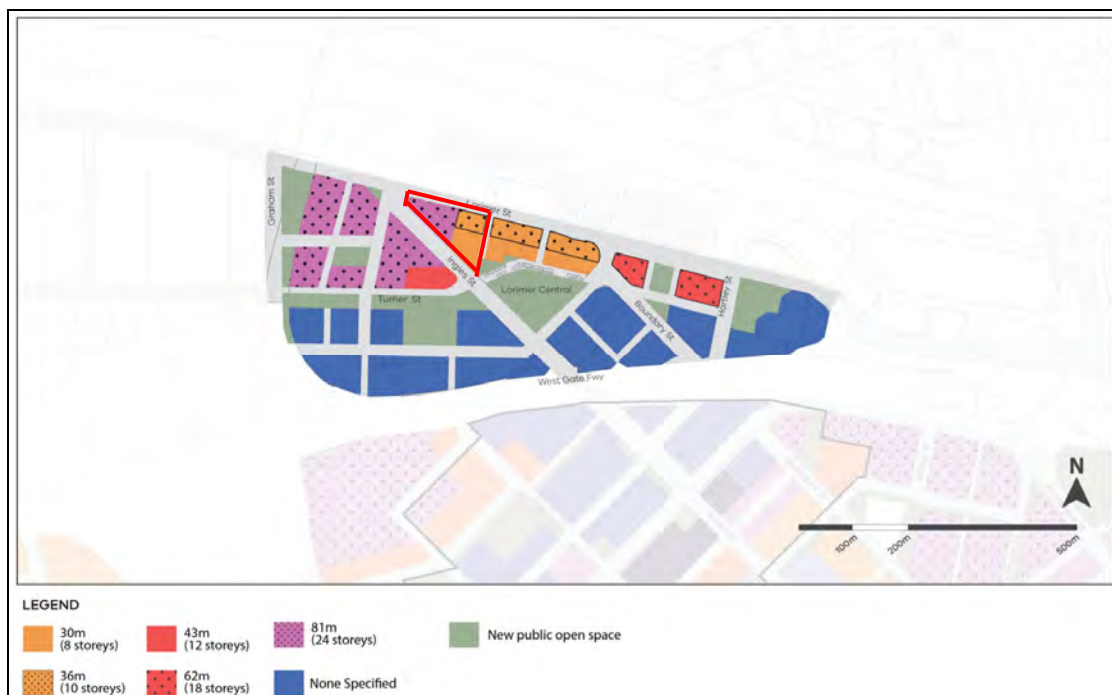 Graham St
Lorimer St
Ingles St
Lorimer Central
Turner St
Boundary St
Hartley St
West Gate Fwy
N
100m
200m
500m
LEGEND
30m
(8 storeys)
43m
(12 storeys)
81m
(24 storeys)
New public open space
36m
(10 storeys)
62m
(18 storeys)
None Specified